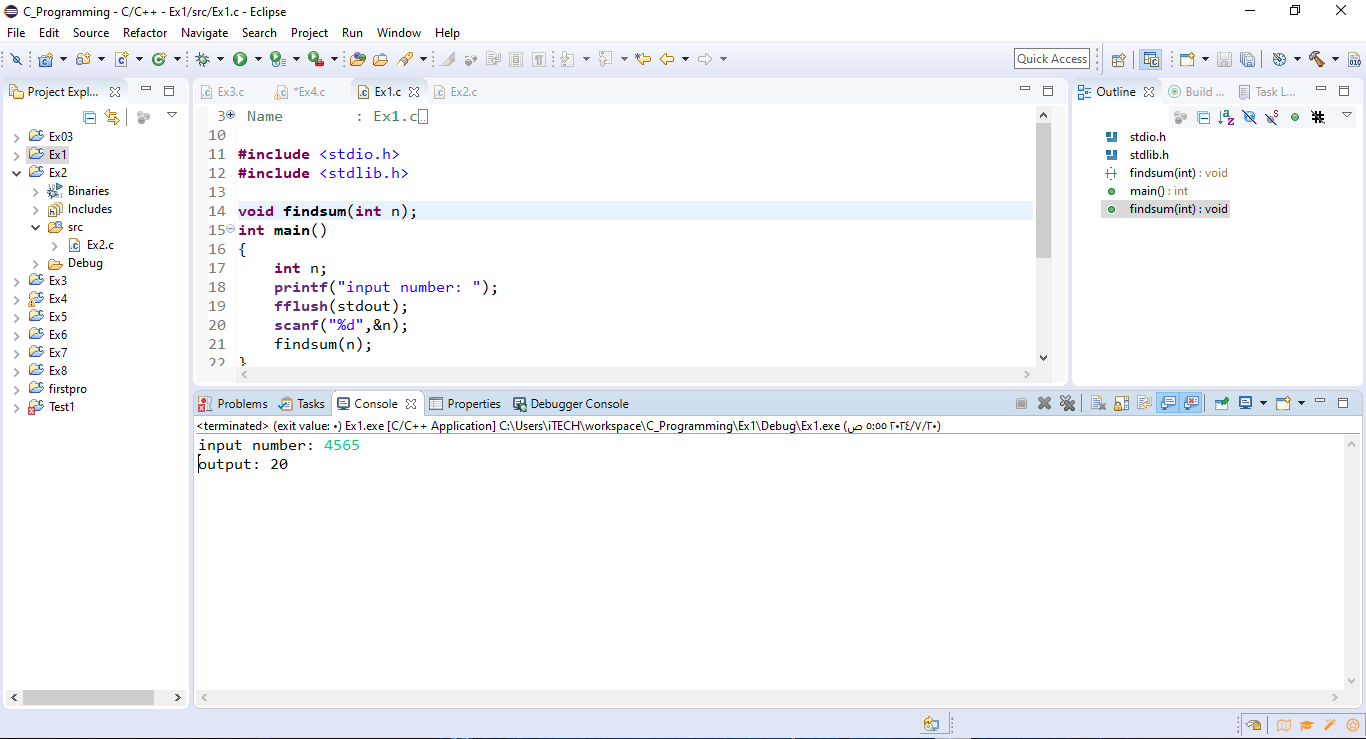 C_Programming - C/C++ - Ex1/src/Ex1.c - Eclipse
File Edit Source Refactor Navigate Search Project Run Window Help
Quick Access
Project Expl...
Ex03
Ex1
Ex2
Binaries
Includes
src
Ex2.c
Debug
Ex3
Ex4
Ex5
Ex6
Ex7
Ex8
firstpro
Test1
Ex3.c *Ex4.c Ex1.c Ex2.c
3 Name : Ex1.c
10
11 #include <stdio.h>
12 #include <stdlib.h>
13
14 void findsum(int n);
15 int main()
16 {
17 int n;
18 printf("input number: ");
19 fflush(stdout);
20 scanf("%d",&n);
21 findsum(n);
22 }
Outline Build ... Task L...
stdio.h
stdlib.h
findsum(int) : void
main() : int
findsum(int) : void
Problems Tasks Console Properties Debugger Console
<terminated> (exit value: ٠) Ex1.exe [C/C++ Application] C:\Users\iTECH\workspace\C_Programming\Ex1\Debug\Ex1.exe (٢٠٢٤/٧/٢٠ ٥:٥٥ ص)
input number: 4565
output: 20